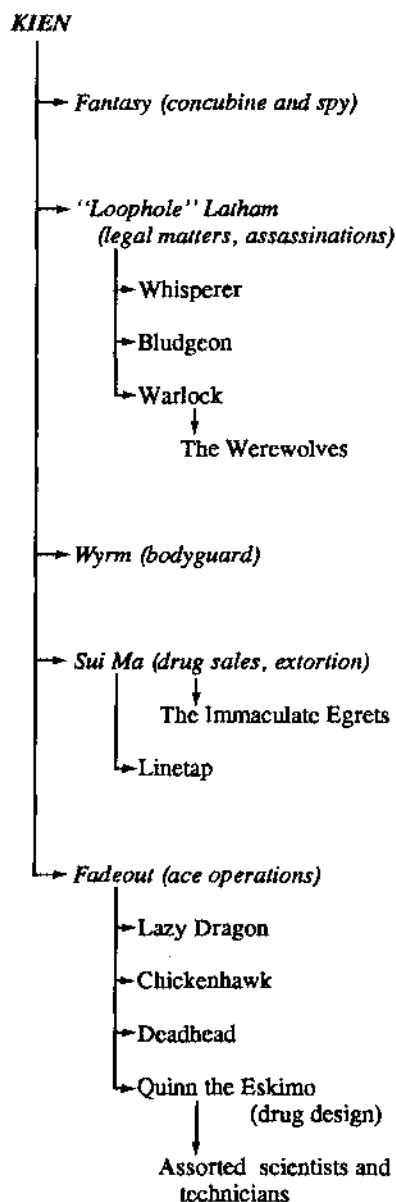 KIEN
Fantasy (concubine and spy)
"Loophole" Latham
(legal matters, assassinations)
Whisperer
Bludgeon
Warlock
The Werewolves
Wyrm (bodyguard)
Sui Ma (drug sales, extortion)
The Immaculate Egrets
Linetap
Fadeout (ace operations)
Lazy Dragon
Chickenhawk
Deadhead
Quinn the Eskimo
(drug design)
Assorted scientists and
technicians